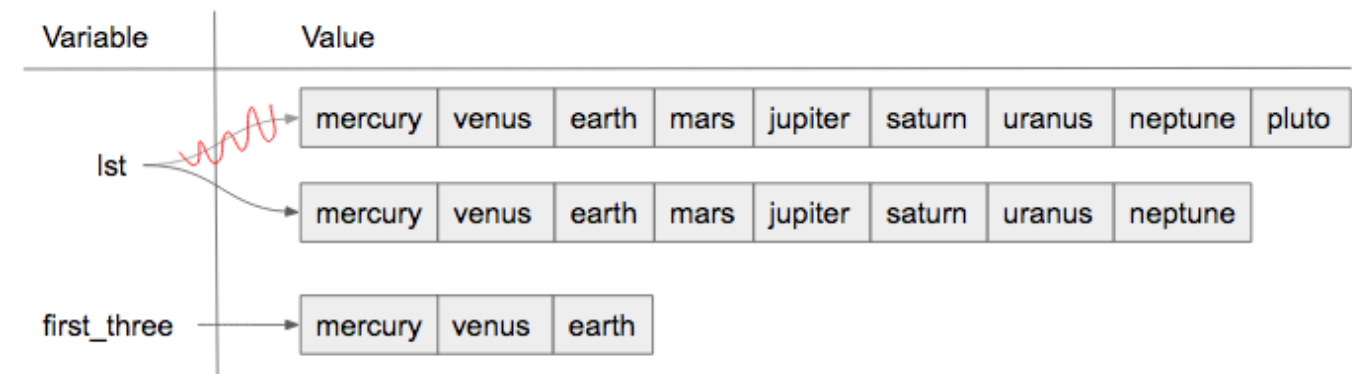 Variable Value
mercury venus earth mars jupiter saturn uranus neptune pluto
lst
mercury venus earth mars jupiter saturn uranus neptune
first_three mercury venus earth